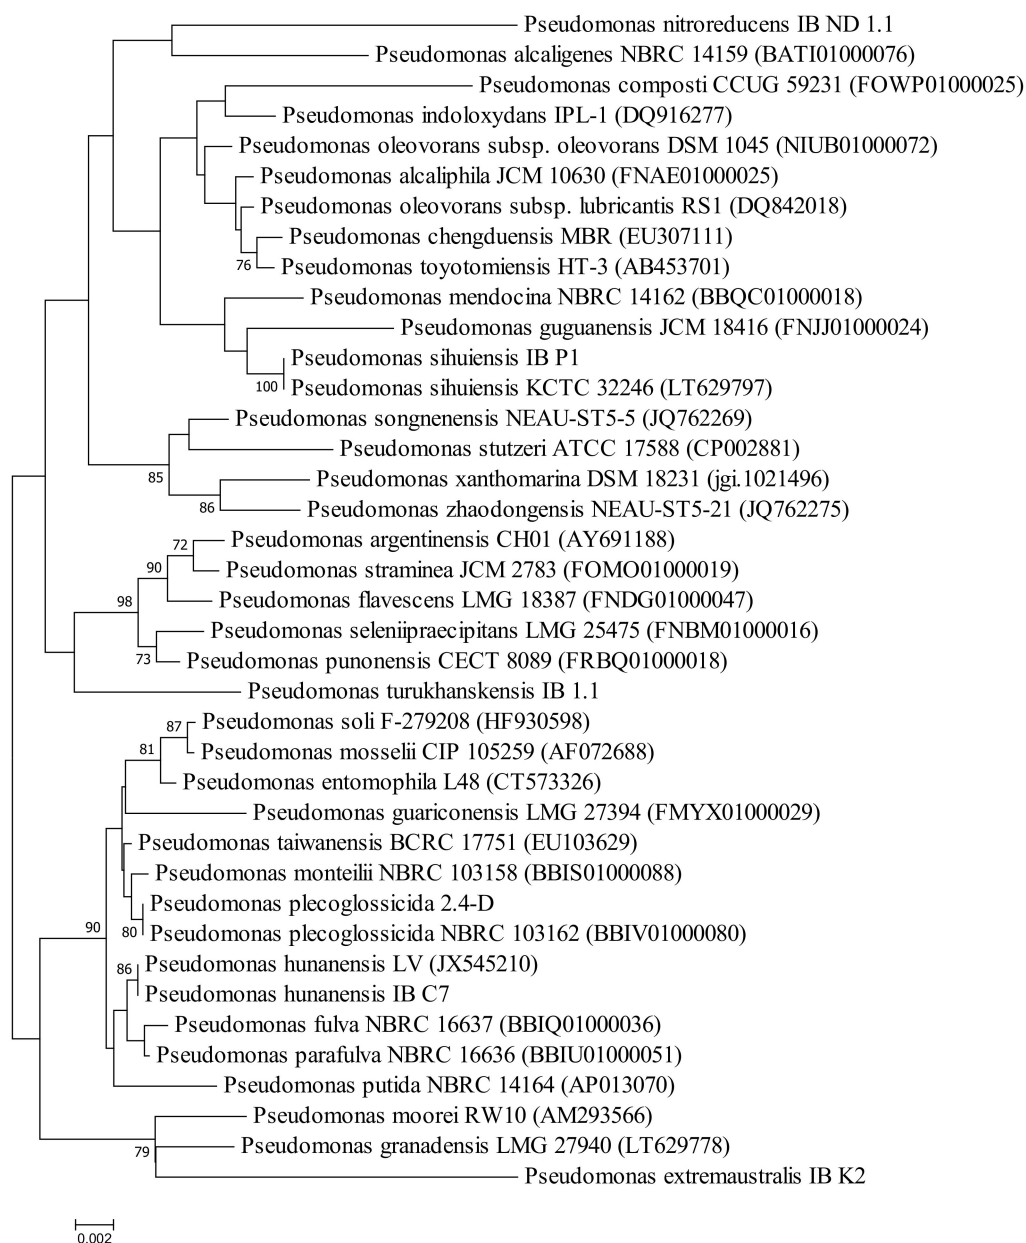 Pseudomonas nitroreducens IB ND 1.1
Pseudomonas alcaligenes NBRC 14159 (BATI01000076)
Pseudomonas composti CCUG 59231 (FOWP01000025)
Pseudomonas indoloxydans IPL-1 (DQ916277)
Pseudomonas oleovorans subsp. oleovorans DSM 1045 (NIUB01000072)
Pseudomonas alcaliphila JCM 10630 (FNAE01000025)
Pseudomonas oleovorans subsp. lubricantis RS1 (DQ842018)
Pseudomonas chengduensis MBR (EU307111)
76
Pseudomonas toyotomiensis HT-3 (AB453701)
Pseudomonas mendocina NBRC 14162 (BBQC01000018)
Pseudomonas guguanensis JCM 18416 (FNJJ01000024)
Pseudomonas sihuiensis IB P1
100
Pseudomonas sihuiensis KCTC 32246 (LT629797)
Pseudomonas songnenensis NEAU-ST5-5 (JQ762269)
Pseudomonas stutzeri ATCC 17588 (CP002881)
85
Pseudomonas xanthomarina DSM 18231 (jgi.1021496)
86
Pseudomonas zhaodongensis NEAU-ST5-21 (JQ762275)
72
Pseudomonas argentinensis CH01 (AY691188)
90
Pseudomonas straminea JCM 2783 (FOMO01000019)
98
Pseudomonas flavescens LMG 18387 (FNDG01000047)
Pseudomonas seleniipraecipitans LMG 25475 (FNBM01000016)
73
Pseudomonas punonensis CECT 8089 (FRBQ01000018)
Pseudomonas turukhanskensis IB 1.1
87
Pseudomonas soli F-279208 (HF930598)
81
Pseudomonas mosselii CIP 105259 (AF072688)
Pseudomonas entomophila L48 (CT573326)
Pseudomonas guariconensis LMG 27394 (FMYX01000029)
Pseudomonas taiwanensis BCRC 17751 (EU103629)
Pseudomonas monteilii NBRC 103158 (BBIS01000088)
Pseudomonas plecoglossicida 2.4-D
90
80
Pseudomonas plecoglossicida NBRC 103162 (BBIV01000080)
86
Pseudomonas hunanensis LV (JX545210)
Pseudomonas hunanensis IB C7
Pseudomonas fulva NBRC 16637 (BBIQ01000036)
Pseudomonas parafulva NBRC 16636 (BBIU01000051)
Pseudomonas putida NBRC 14164 (AP013070)
Pseudomonas moorei RW10 (AM293566)
79
Pseudomonas granadensis LMG 27940 (LT629778)
Pseudomonas extremaustralis IB K2
0.002